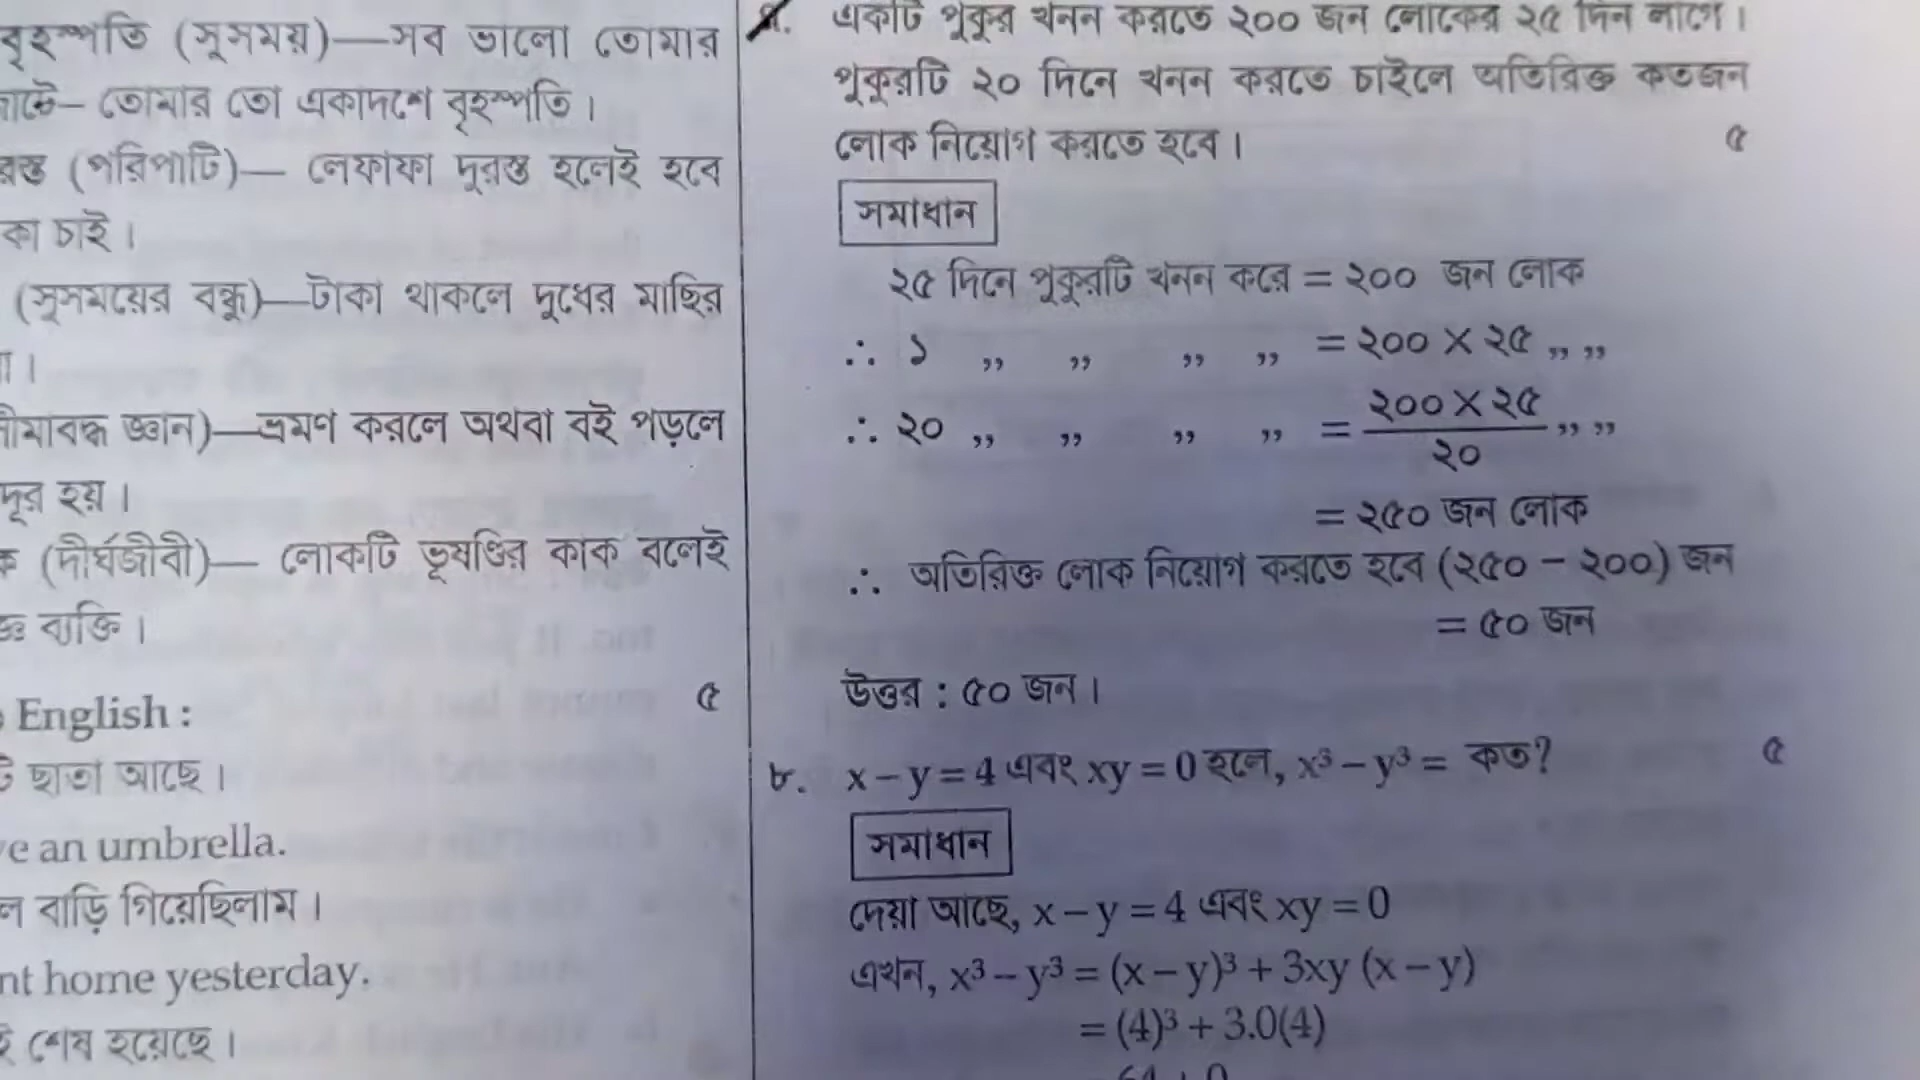 বৃহস্পতি (সুসময়)—সব ভালো তোমার
তোমার তো একাদশে বৃহস্পতি।
(পরিপাটি)— লেফাফা দুরস্ত হলেই হবে
চাই।
(সুসময়ের বন্ধু)—টাকা থাকলে দুধের মাছির
জ্ঞান)—ভ্রমণ করলে অথবা বই পড়লে
দূর হয়।
(দীর্ঘজীবী)— লোকটি ভূষণ্ডির কাক বলেই
ব্যক্তি।
English : ৫
ছাতা আছে।
an umbrella.
বাড়ি গিয়েছিলাম।
home yesterday.
শেষ হয়েছে।
একটি পুকুর খনন করতে ২০০ জন লোকের ২৫ দিন লাগে।
পুকুরটি ২০ দিনে খনন করতে চাইলে অতিরিক্ত কতজন
লোক নিয়োগ করতে হবে। ৫
সমাধান
২৫ দিনে পুকুরটি খনন করে = ২০০ জন লোক
∴ ১ ,, ,, ,, ,, = ২০০ × ২৫ ,, ,,
∴ ২০ ,, ,, ,, ,, = ২০০ × ২৫ ,, ,,
২০
= ২৫০ জন লোক
∴ অতিরিক্ত লোক নিয়োগ করতে হবে (২৫০ – ২০০) জন
= ৫০ জন
উত্তর : ৫০ জন।
৮. x – y = 4 এবং xy = 0 হলে, x³ – y³ = কত? ৫
সমাধান
দেয়া আছে, x – y = 4 এবং xy = 0
এখন, x³ – y³ = (x – y)³ + 3xy (x – y)
= (4)³ + 3.0(4)